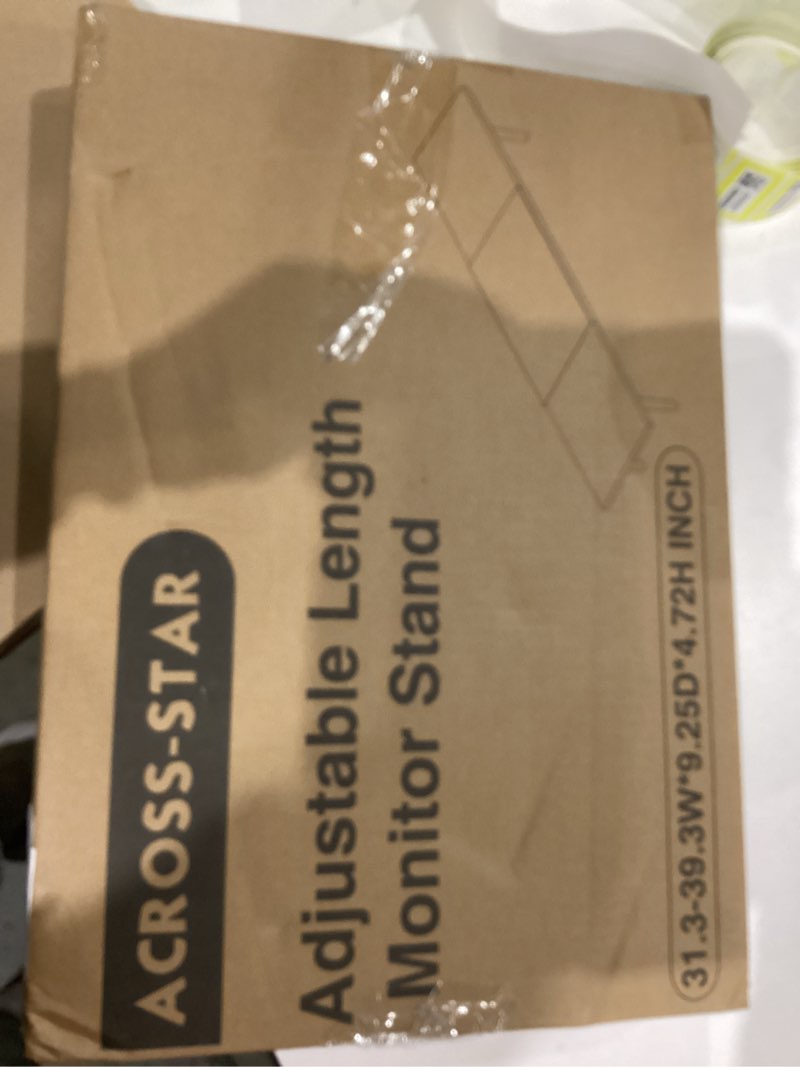 ACROSS-STAR
Adjustable Length
Monitor Stand
31.3-39.3W*9.25D*4.72H INCH